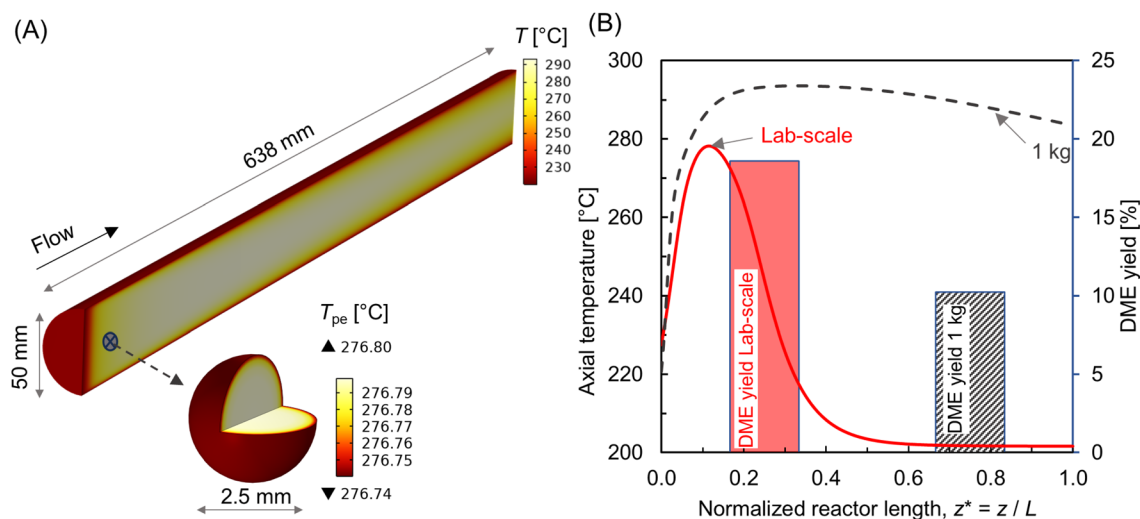 (A)
T [°C]
290
280
270
260
250
240
230
638 mm
Flow
50 mm
Tpe [°C]
▲ 276.80
276.79
276.78
276.77
276.76
276.75
▼ 276.74
2.5 mm
(B)
300
280
260
240
220
200
Axial temperature [°C]
Lab-scale
1 kg
DME yield Lab-scale
DME yield 1 kg
25
20
15
10
5
0
DME yield [%]
0.0 0.2 0.4 0.6 0.8 1.0
Normalized reactor length, z* = z / L